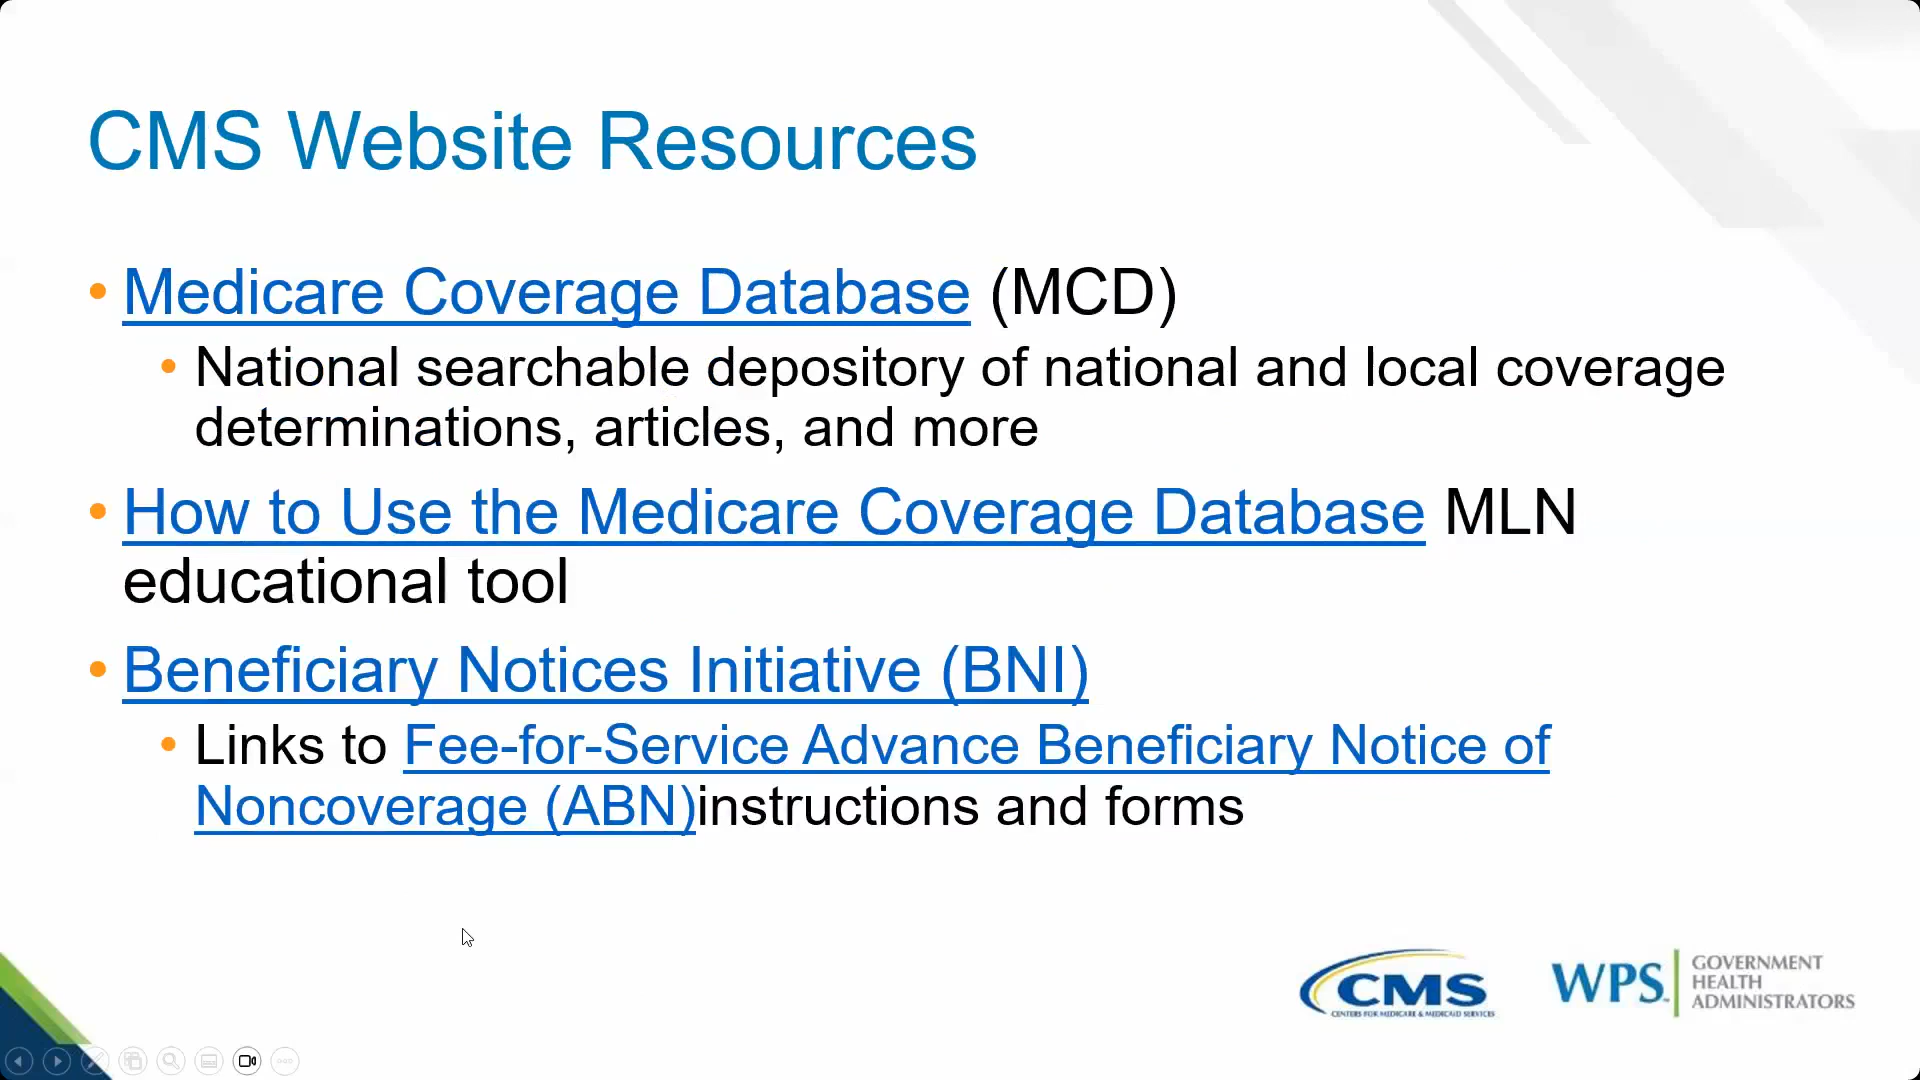 CMS Website Resources
• Medicare Coverage Database (MCD)
• National searchable depository of national and local coverage
determinations, articles, and more
• How to Use the Medicare Coverage Database MLN
educational tool
• Beneficiary Notices Initiative (BNI)
• Links to Fee-for-Service Advance Beneficiary Notice of
Noncoverage (ABN)instructions and forms
CMS
CENTERS FOR MEDICARE & MEDICAID SERVICES
WPS
GOVERNMENT
HEALTH
ADMINISTRATORS